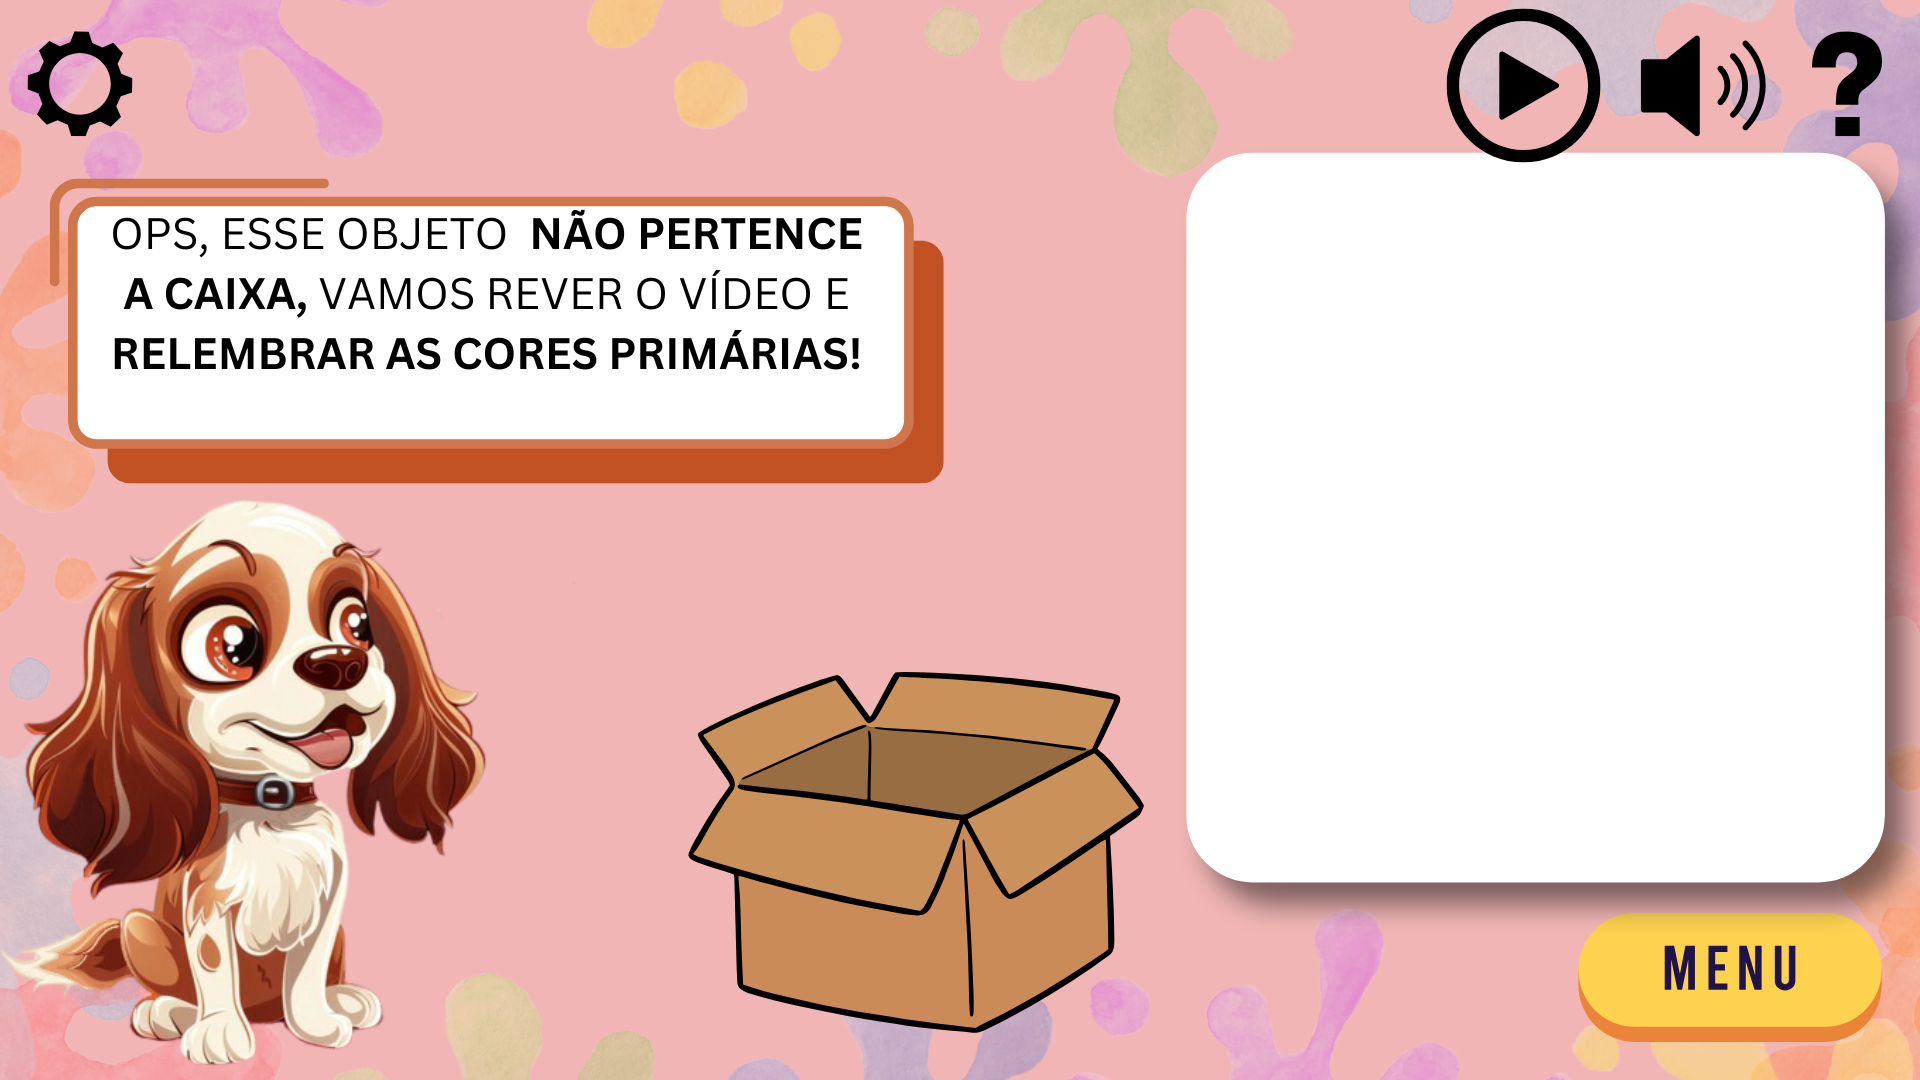 ?
OPS, ESSE OBJETO NÃO PERTENCE
A CAIXA, VAMOS REVER O VÍDEO E
RELEMBRAR AS CORES PRIMÁRIAS!
MENU